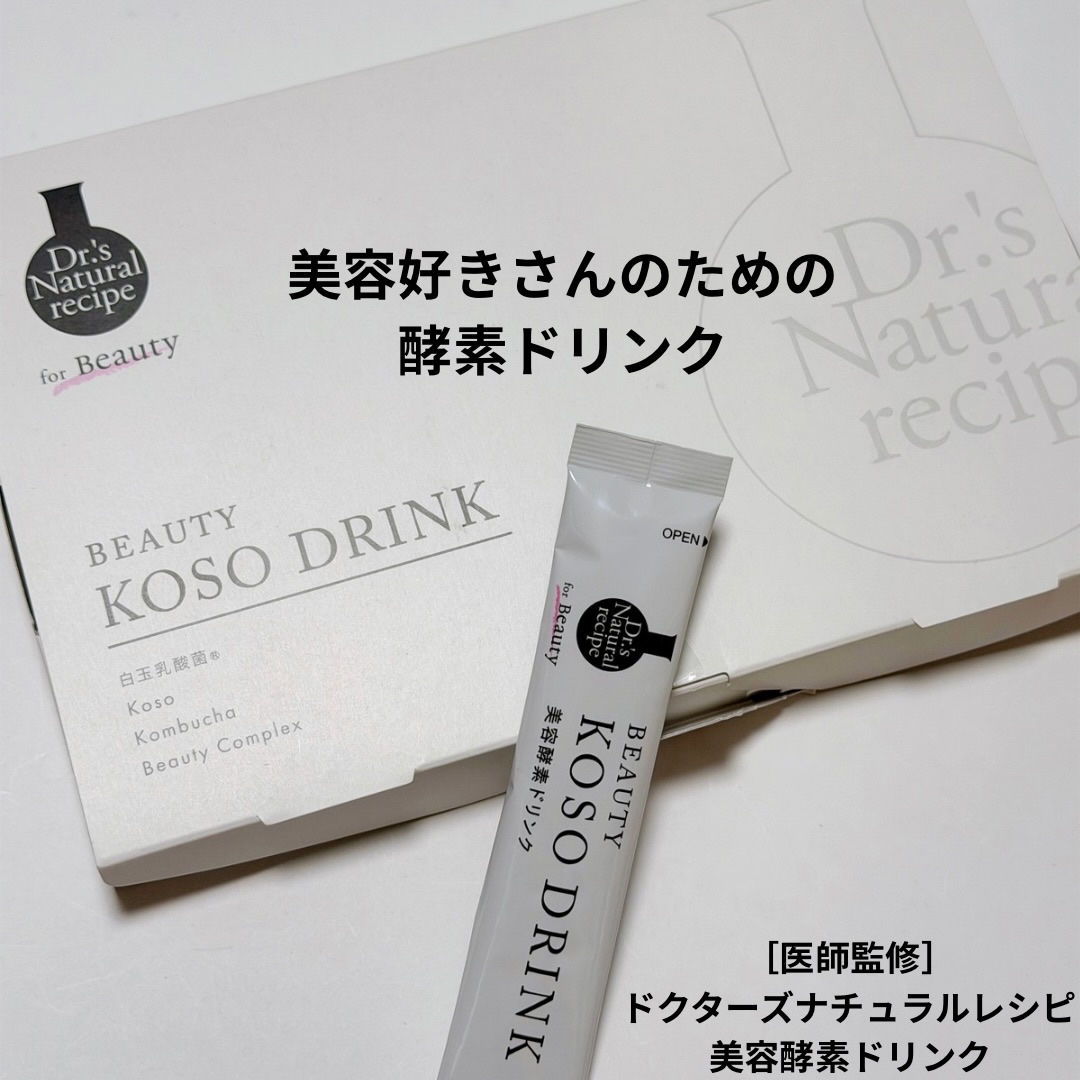 Dr.'s
Natural
recipe
for Beauty
Dr.'s
Natura
recip
美容好きさんのための
酵素ドリンク
BEAUTY
KOSO DRINK
白玉乳酸菌®
Koso
Kombucha
Beauty Complex
OPEN
for Beauty
Dr.'s
Natural
recipe
BEAUTY
KOSO DRINK
美容酵素ドリンク
[医師監修]
ドクターズナチュラルレシピ
美容酵素ドリンク